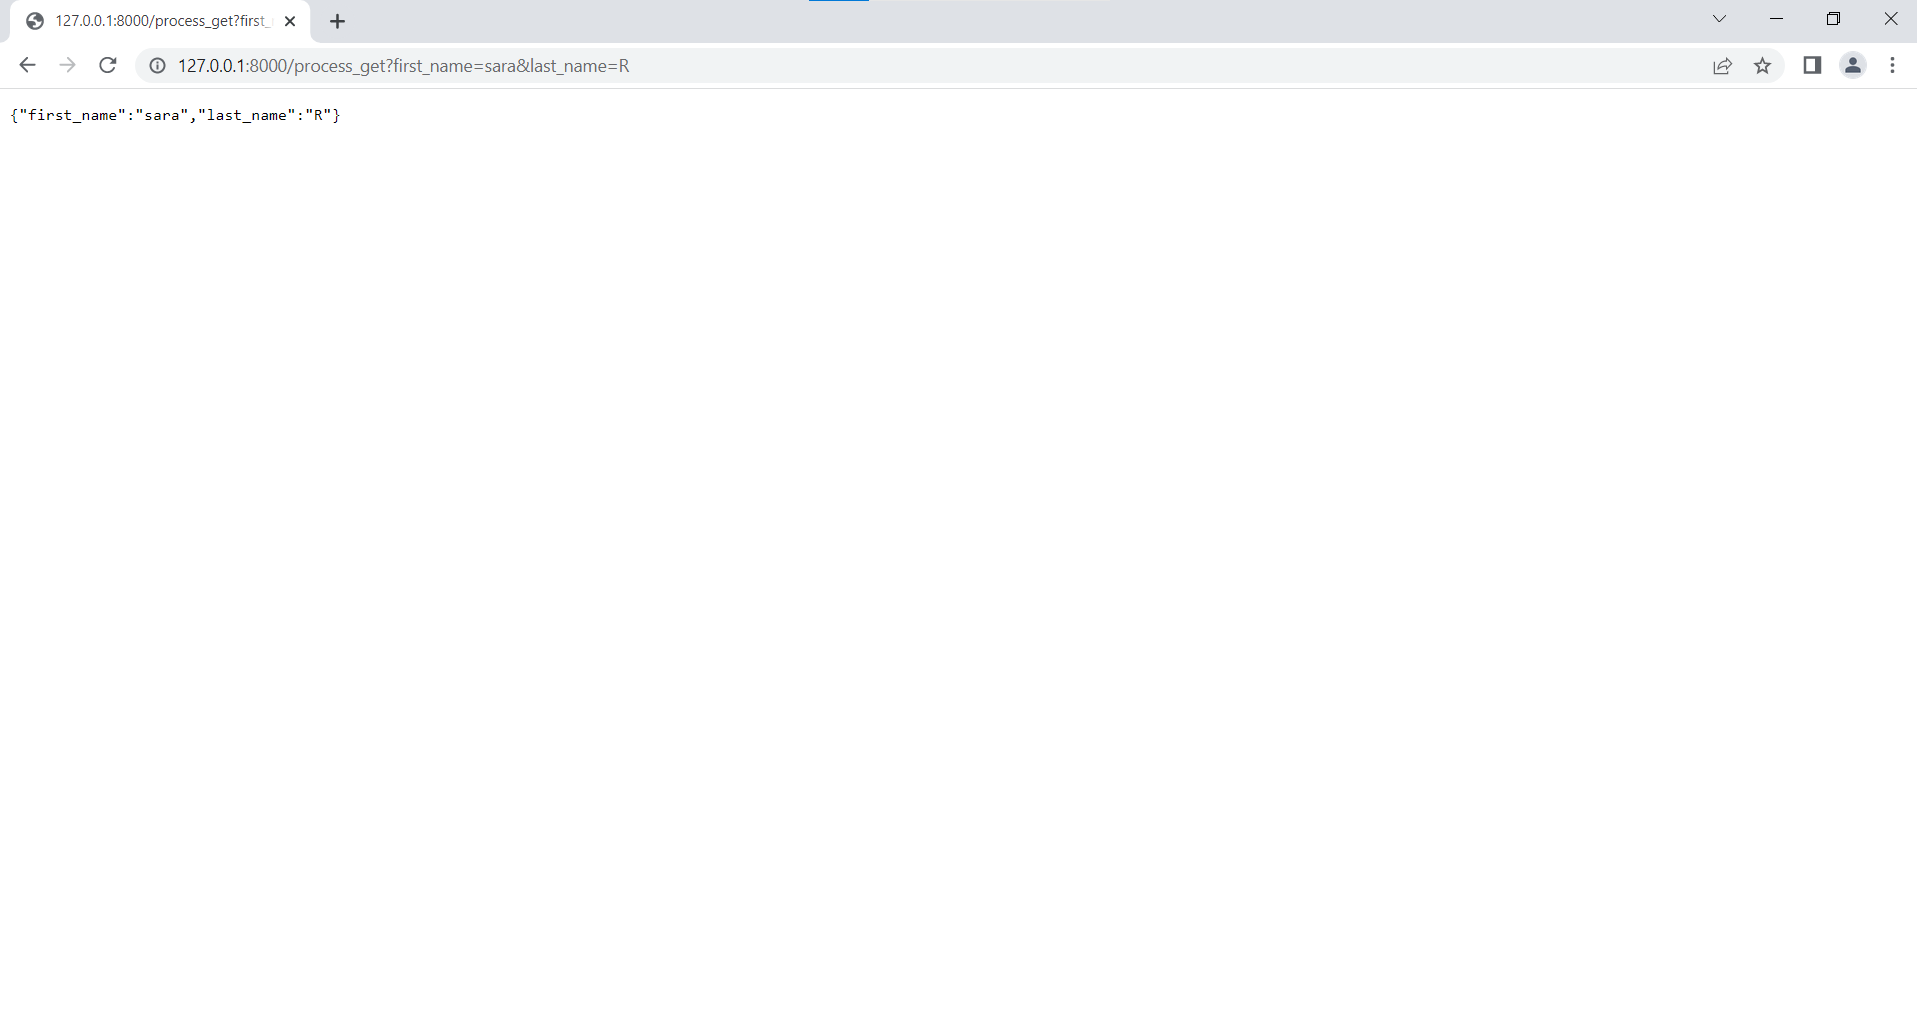 127.0.0.1:8000/process_get?first_
127.0.0.1:8000/process_get?first_name=sara&last_name=R
{"first_name":"sara","last_name":"R"}